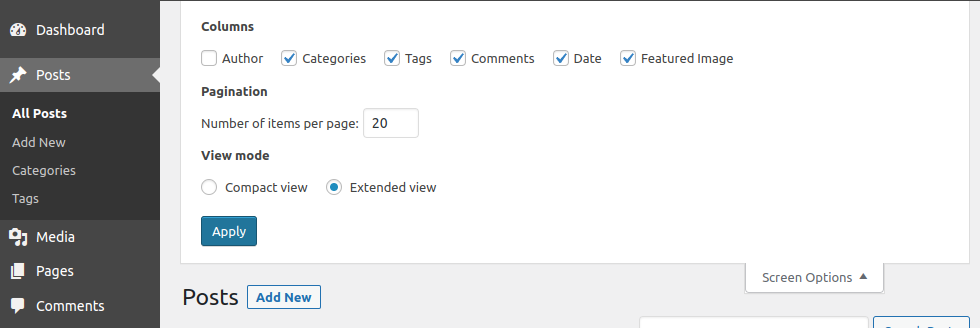 Dashboard
Posts
All Posts
Add New
Categories
Tags
Media
Pages
Comments
Columns
Author Categories Tags Comments Date Featured Image
Pagination
Number of items per page: 20
View mode
Compact view Extended view
Apply
Screen Options
Posts Add New